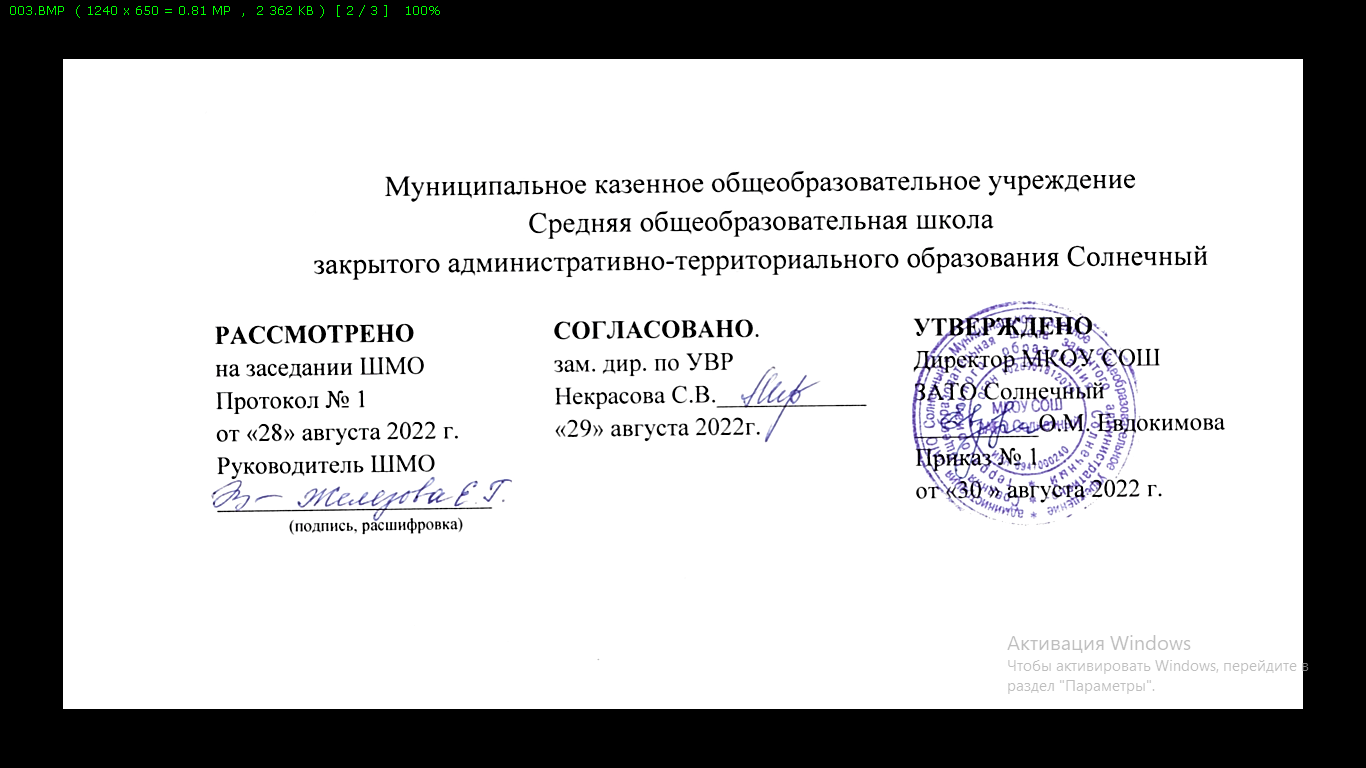 003.BMP ( 1240 x 650 = 0.81 MP , 2 362 KB ) [ 2 / 3 ] 100%
Муниципальное казенное общеобразовательное учреждение
Средняя общеобразовательная школа
закрытого административно-территориального образования Солнечный
РАССМОТРЕНО
на заседании ШМО
Протокол № 1
от «28» августа 2022 г.
Руководитель ШМО
Железова Е.Г.
(подпись, расшифровка)
СОГЛАСОВАНО.
зам. дир. по УВР
Некрасова С.В.
«29» августа 2022г.
УТВЕРЖДЕНО
Директор МКОУ СОШ
ЗАТО Солнечный
О.М. Евдокимова
Приказ № 1
от «30 » августа 2022 г.
МКОУ СОШ
Активация Windows
Чтобы активировать Windows, перейдите в
раздел "Параметры".